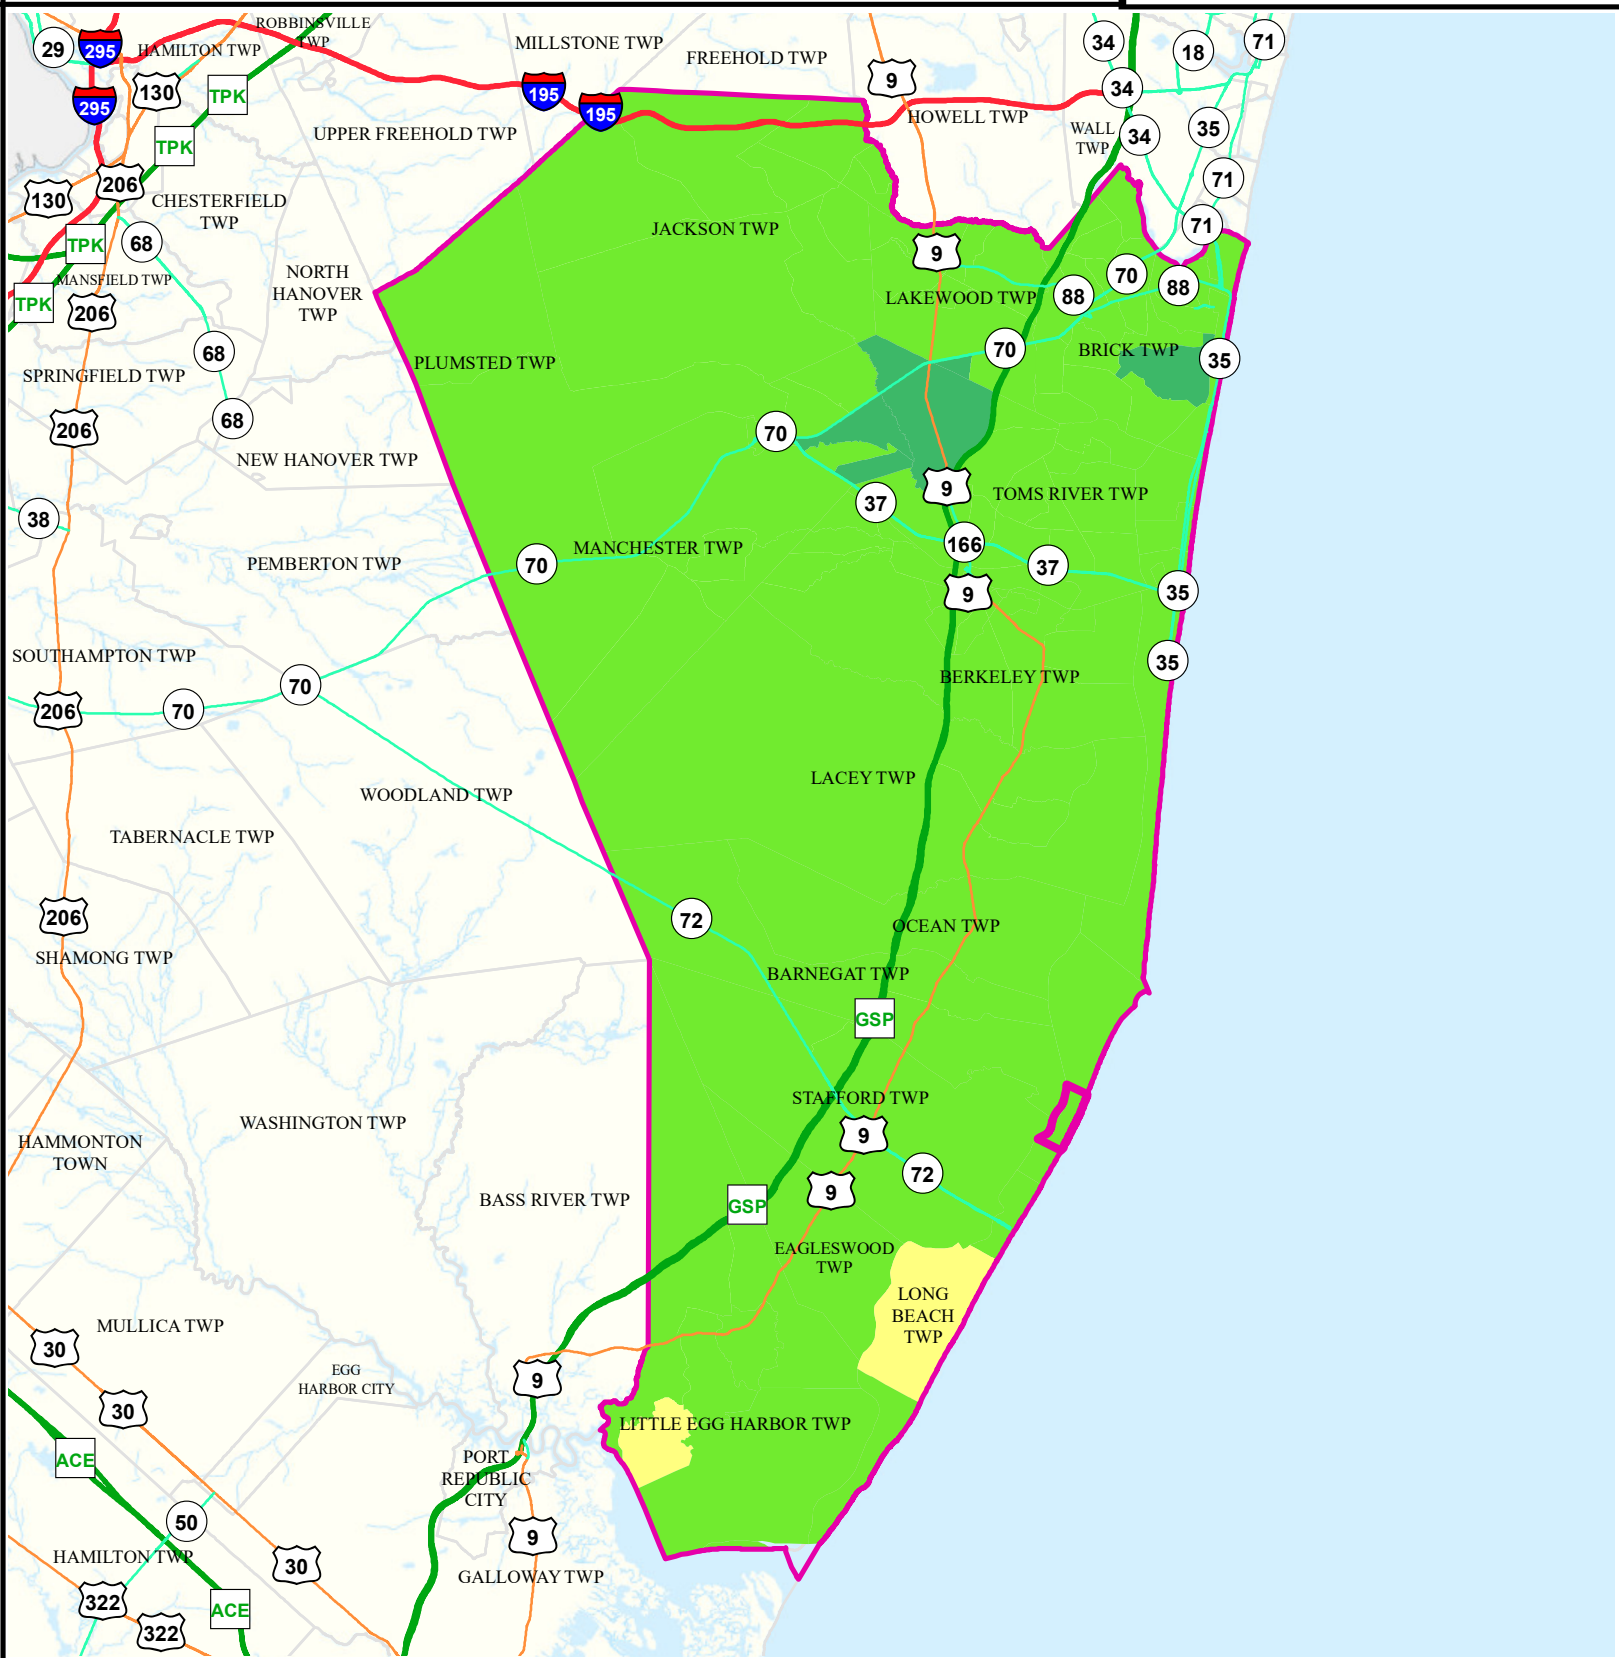 ROBBINSVILLE
TWP
HAMILTON TWP
MILLSTONE TWP
FREEHOLD TWP
29
295
130
TPK
295
195
195
9
34
18
71
34
HOWELL TWP
WALL
TWP
34
35
UPPER FREEHOLD TWP
TPK
206
130
CHESTERFIELD
TWP
71
71
TPK
68
JACKSON TWP
9
MANSFIELD TWP
TPK
206
NORTH
HANOVER
TWP
LAKEWOOD TWP
88
70
88
68
SPRINGFIELD TWP
PLUMSTED TWP
70
BRICK TWP
35
206
68
70
NEW HANOVER TWP
9
TOMS RIVER TWP
37
38
166
MANCHESTER TWP
PEMBERTON TWP
70
37
9
35
SOUTHAMPTON TWP
35
70
BERKELEY TWP
206
70
LACEY TWP
WOODLAND TWP
TABERNACLE TWP
206
72
OCEAN TWP
SHAMONG TWP
BARNEGAT TWP
GSP
STAFFORD TWP
WASHINGTON TWP
9
HAMMONTON
TOWN
72
9
BASS RIVER TWP
GSP
EAGLESWOOD
TWP
LONG
BEACH
TWP
MULLICA TWP
30
EGG
HARBOR CITY
9
30
LITTLE EGG HARBOR TWP
ACE
PORT
REPUBLIC
CITY
50
9
HAMILTON TWP
30
GALLOWAY TWP
322
ACE
322